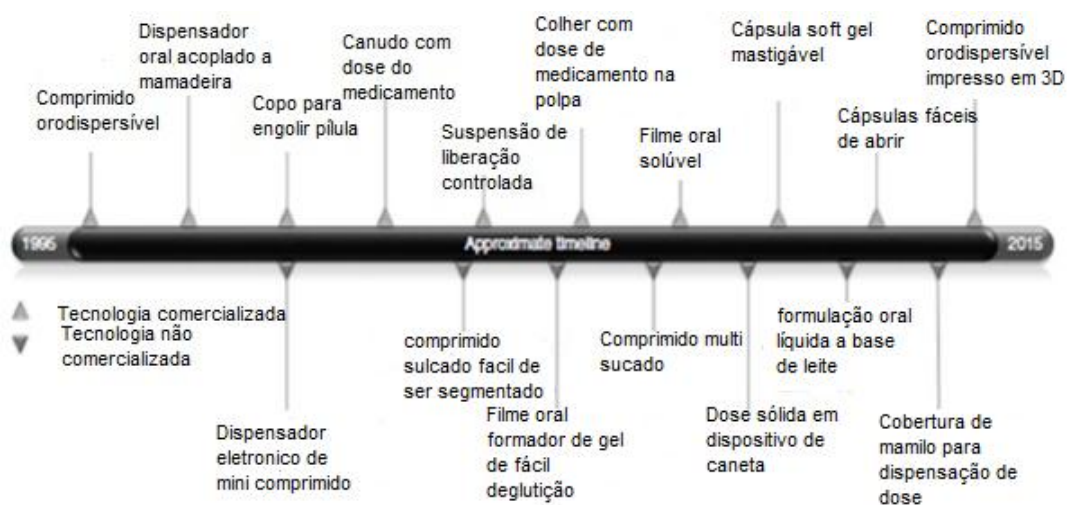 Dispensador
oral acoplado a
mamadeira
Comprimido
orodispersível
Copo para
engolir pílula
Canudo com
dose do
medicamento
Suspensão de
liberação
controlada
Colher com
dose de
medicamento na
polpa
Filme oral
solúvel
Cápsula soft gel
mastigável
Cápsulas fáceis
de abrir
Comprimido
orodispersível
impresso em 3D
1995
Approximate timeline
2015
Tecnologia comercializada
Tecnologia não
comercializada
Dispensador
eletronico de
mini comprimido
comprimido
sulcado facil de
ser segmentado
Filme oral
formador de gel
de fácil
deglutição
Comprimido multi
sucado
Dose sólida em
dispositivo de
caneta
formulação oral
líquida a base
de leite
Cobertura de
mamilo para
dispensação de
dose